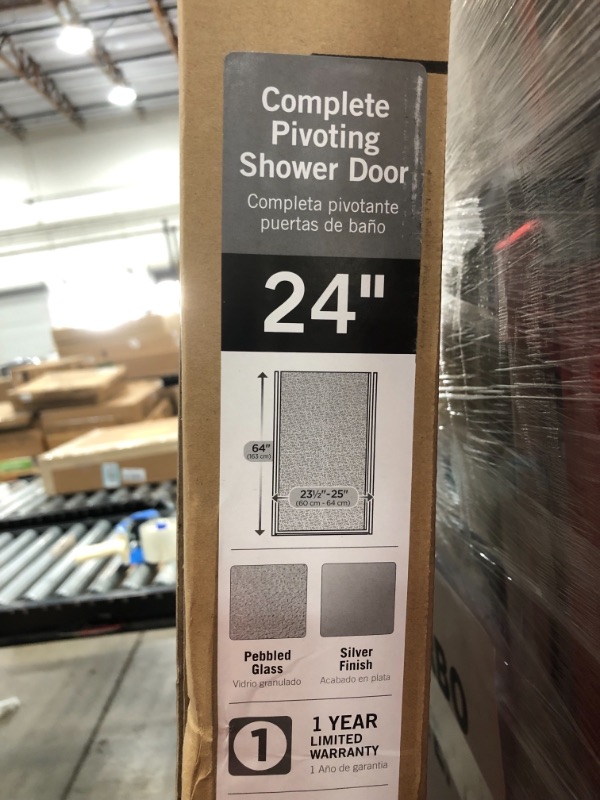 Complete
Pivoting
Shower Door
Completa pivotante
puertas de baño
24"
64"
(163 cm)
23½"-25"
(60 cm - 64 cm)
Pebbled
Glass
Vidrio granulado
Silver
Finish
Acabado en plata
1
1 YEAR
LIMITED
WARRANTY
1 Año de garantia